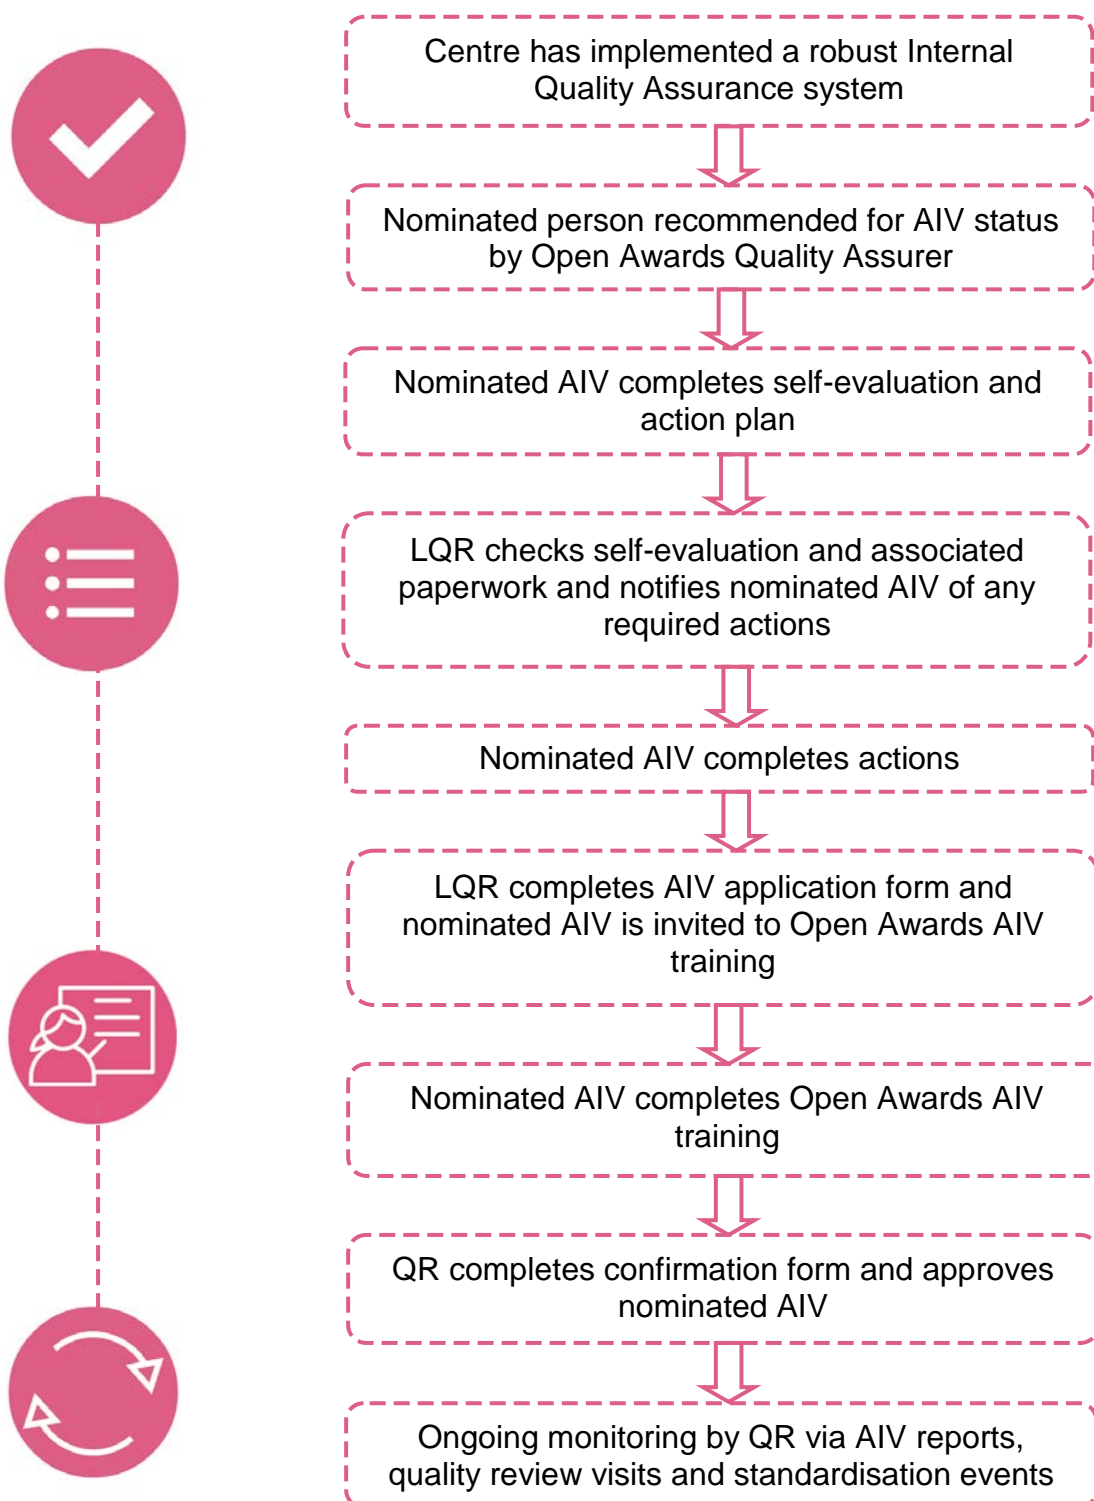 Centre has implemented a robust Internal
Quality Assurance system
Nominated person recommended for AIV status
by Open Awards Quality Assurer
Nominated AIV completes self-evaluation and
action plan
LQR checks self-evaluation and associated
paperwork and notifies nominated AIV of any
required actions
Nominated AIV completes actions
LQR completes AIV application form and
nominated AIV is invited to Open Awards AIV
training
Nominated AIV completes Open Awards AIV
training
QR completes confirmation form and approves
nominated AIV
Ongoing monitoring by QR via AIV reports,
quality review visits and standardisation events